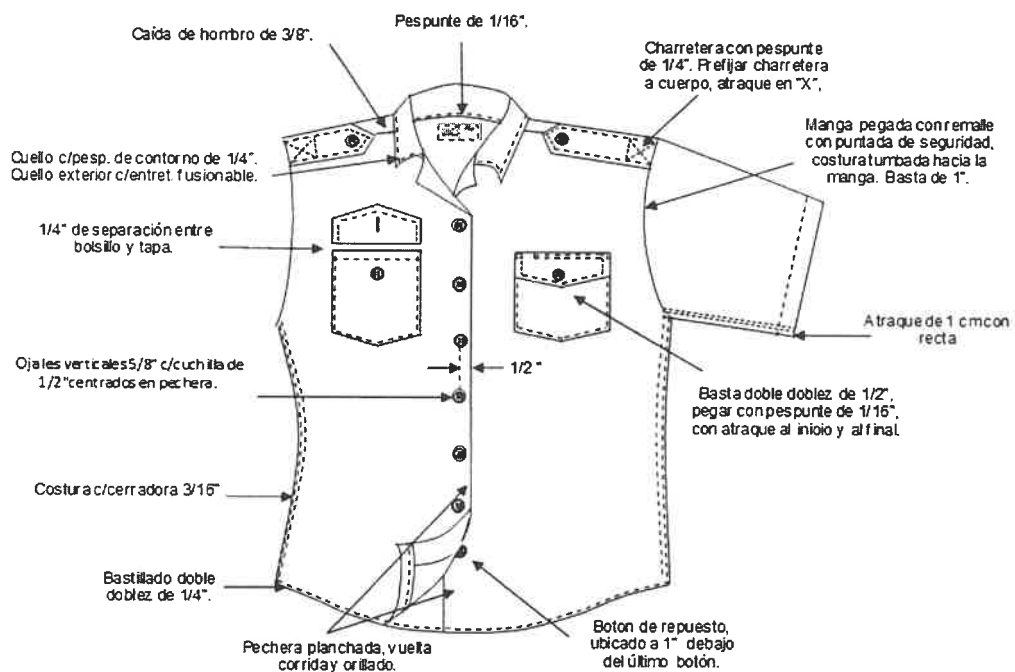 Pespunte de 1/16".
Caída de hombro de 3/8".
Charretera con pespunte
de 1/4". Prefijar charretera
a cuerpo, atraque en "X",
Manga pegada con remalle
con puntada de seguridad,
costura tumbada hacia la
manga. Basta de 1".
Cuello c/pesp. de contorno de 1/4".
Cuello exterior c/entret. fusionable.
1/4" de separación entre
bolsillo y tapa.
Atraque de 1 cm con
recta
Ojales verticales 5/8" c/cuchilla de
1/2" centrados en pechera.
1/2"
Basta doble doblez de 1/2",
pegar con pespunte de 1/16",
con atraque al inicio y al final.
Costura c/cerradora 3/16"
Bastillado doble
doblez de 1/4".
Pechera planchada, vuelta
corrida y orillado.
Boton de repuesto,
ubicado a 1" debajo
del último botón.